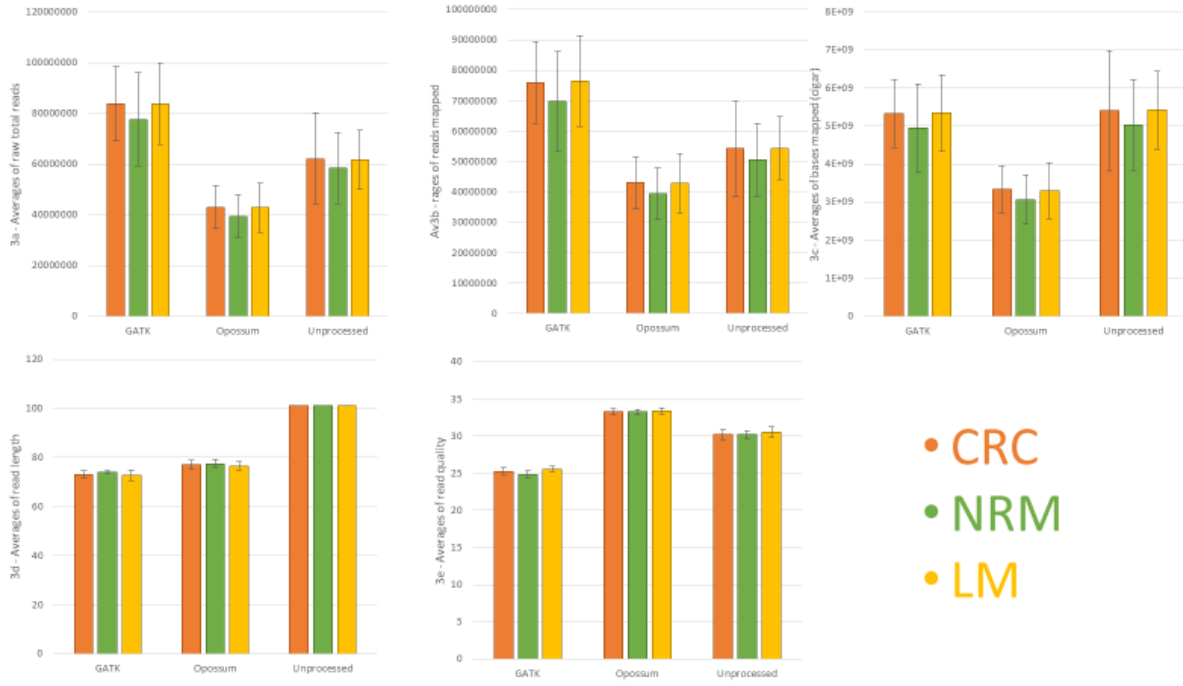 3a - Averages of raw total reads
120000000
100000000
80000000
60000000
40000000
20000000
0
GATK Opossum Unprocessed
Av3b - rages of reads mapped
100000000
90000000
80000000
70000000
60000000
50000000
40000000
30000000
20000000
10000000
0
GATK Opossum Unprocessed
3c - Averages of bases mapped (cigar)
8E+09
7E+09
6E+09
5E+09
4E+09
3E+09
2E+09
1E+09
0
GATK Opossum Unprocessed
3d - Averages of read length
120
100
80
60
40
20
0
GATK Opossum Unprocessed
3e - Averages of read quality
40
35
30
25
20
15
10
5
0
GATK Opossum Unprocessed
• CRC
• NRM
• LM